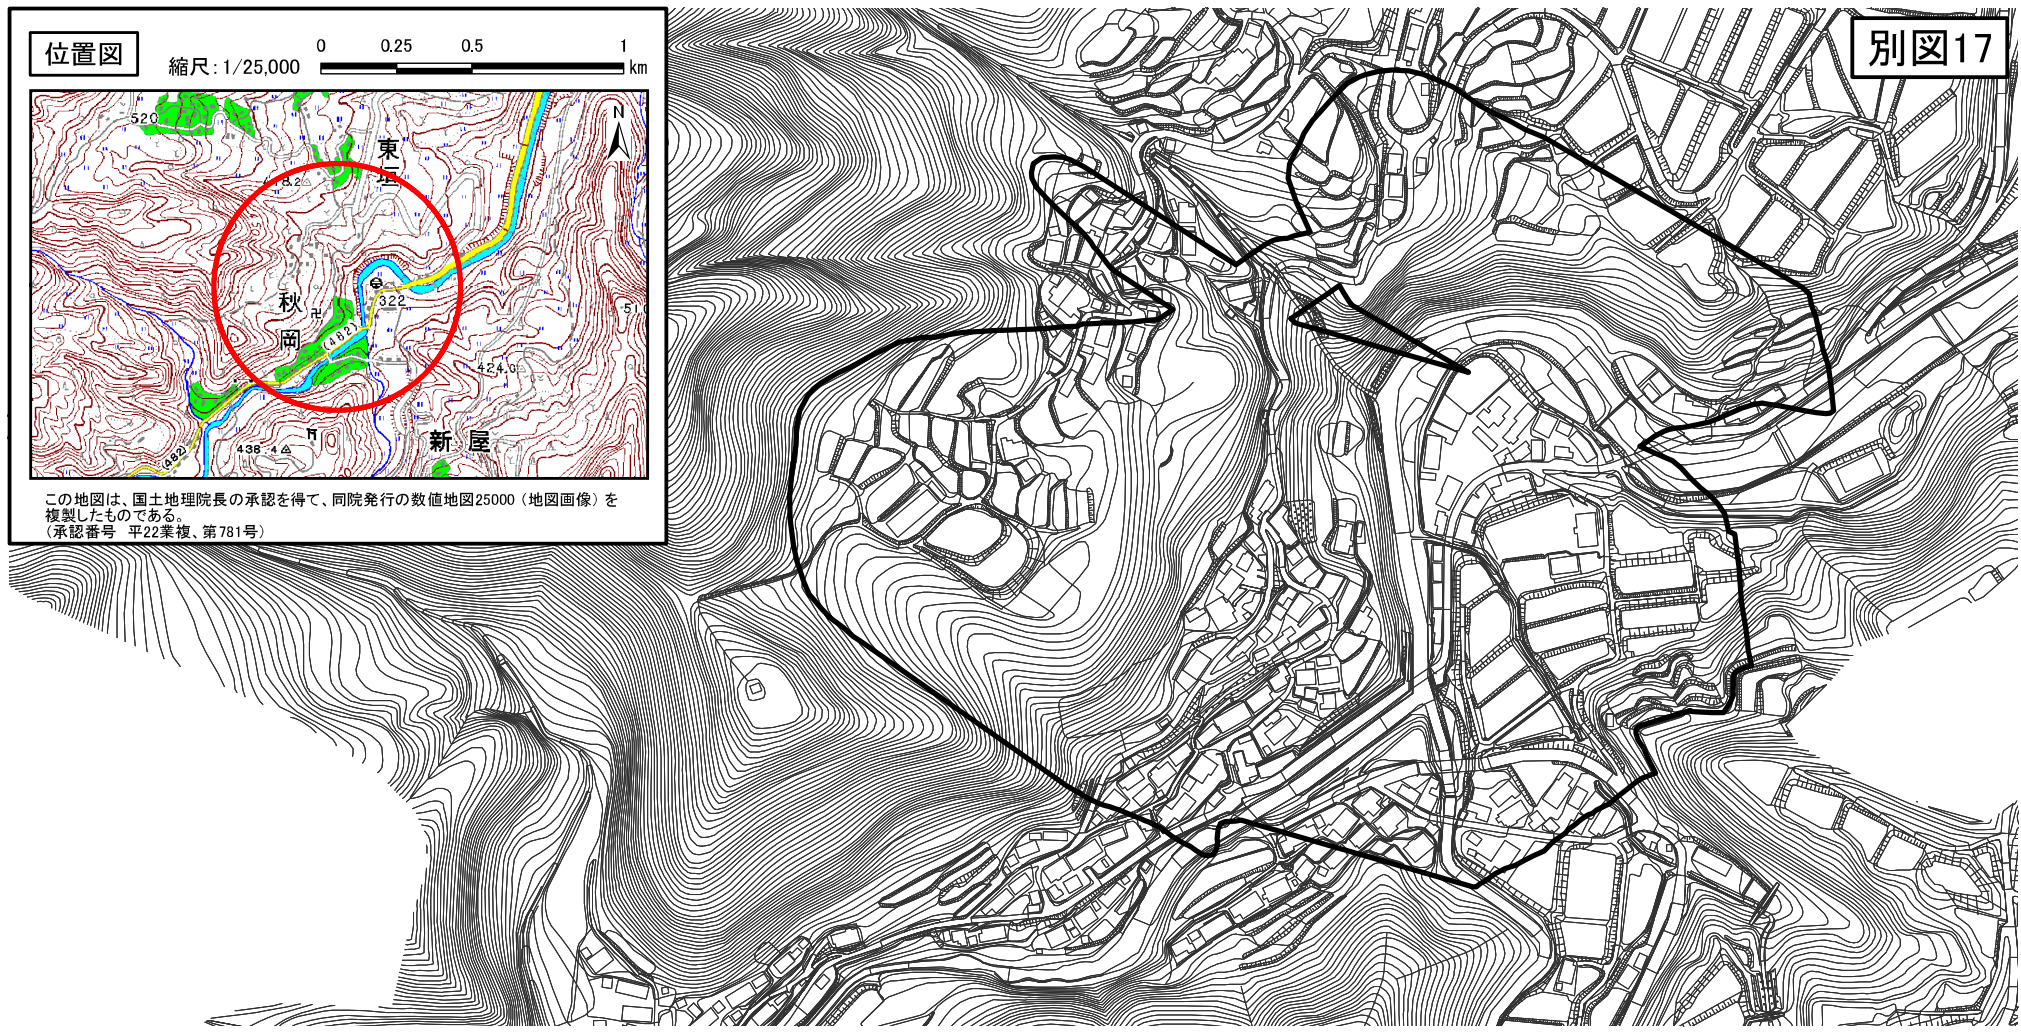 位置図
縮尺：1/25,000
0 0.25 0.5 1
km
別図17
N
520
東垣
478.2
秋岡
卍
322
(482)
510
424.0
新屋
438.4
(482)
この地図は、国土地理院長の承認を得て、同院発行の数値地図25000（地図画像）を
複製したものである。
（承認番号　平22業複、第781号）